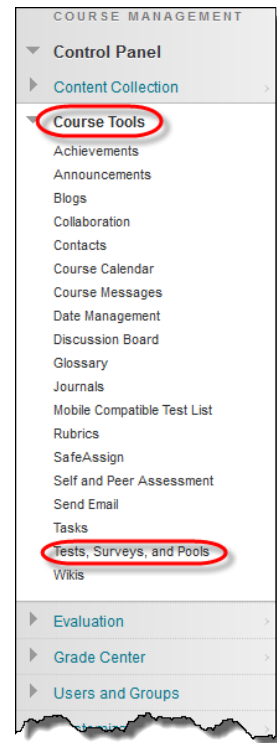 COURSE MANAGEMENT
Control Panel
Content Collection
Course Tools
Achievements
Announcements
Blogs
Collaboration
Contacts
Course Calendar
Course Messages
Date Management
Discussion Board
Glossary
Journals
Mobile Compatible Test List
Rubrics
SafeAssign
Self and Peer Assessment
Send Email
Tasks
Tests, Surveys, and Pools
Wikis
Evaluation
Grade Center
Users and Groups